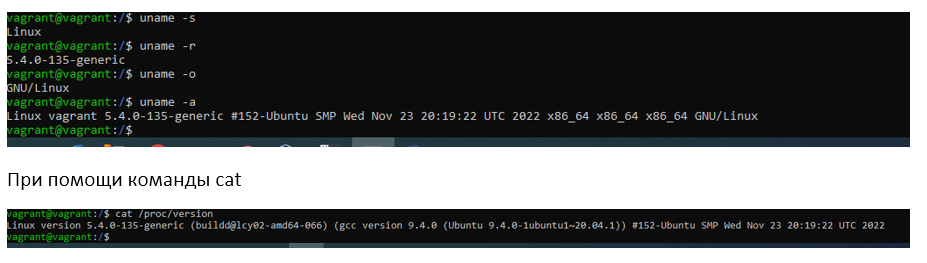 vagrant@vagrant:/$ uname -s
Linux
vagrant@vagrant:/$ uname -r
5.4.0-135-generic
vagrant@vagrant:/$ uname -o
GNU/Linux
vagrant@vagrant:/$ uname -a
Linux vagrant 5.4.0-135-generic #152-Ubuntu SMP Wed Nov 23 20:19:22 UTC 2022 x86_64 x86_64 x86_64 GNU/Linux
vagrant@vagrant:/$
При помощи команды cat
vagrant@vagrant:/$ cat /proc/version
Linux version 5.4.0-135-generic (buildd@lcy02-amd64-066) (gcc version 9.4.0 (Ubuntu 9.4.0-1ubuntu1~20.04.1)) #152-Ubuntu SMP Wed Nov 23 20:19:22 UTC 2022
vagrant@vagrant:/$